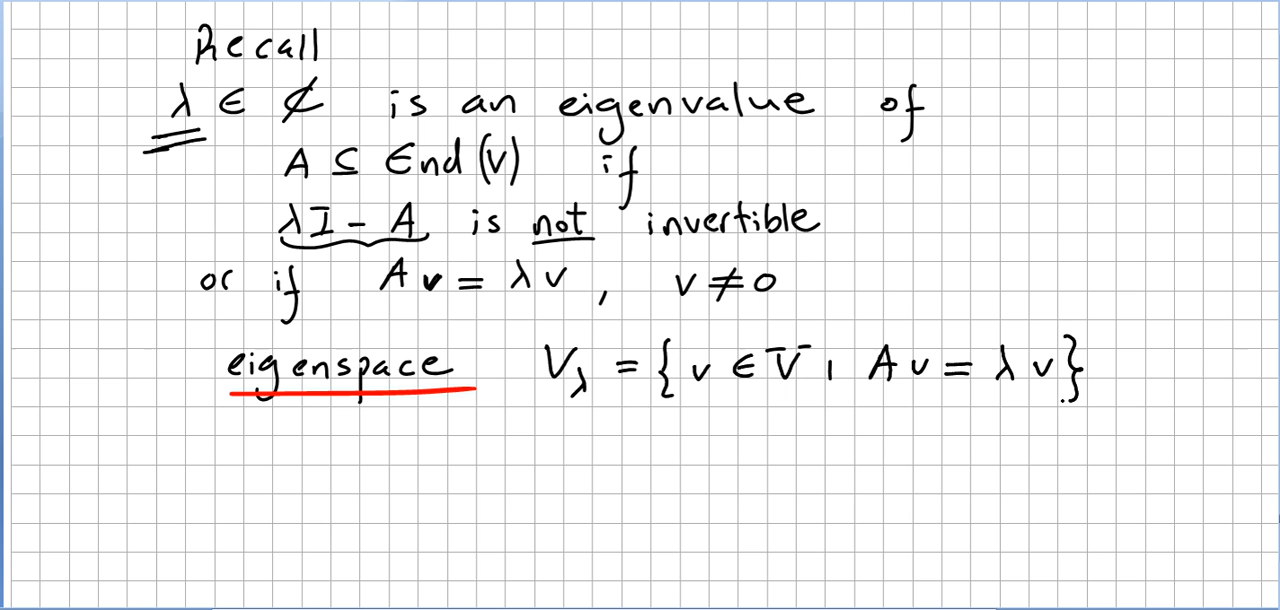 Recall
λ ∈ ℂ is an eigenvalue of
A ⊆ End (V) if
λI - A is not invertible
or if Av = λv , v ≠ 0
eigenspace V_λ = { v ∈ V , Av = λv }